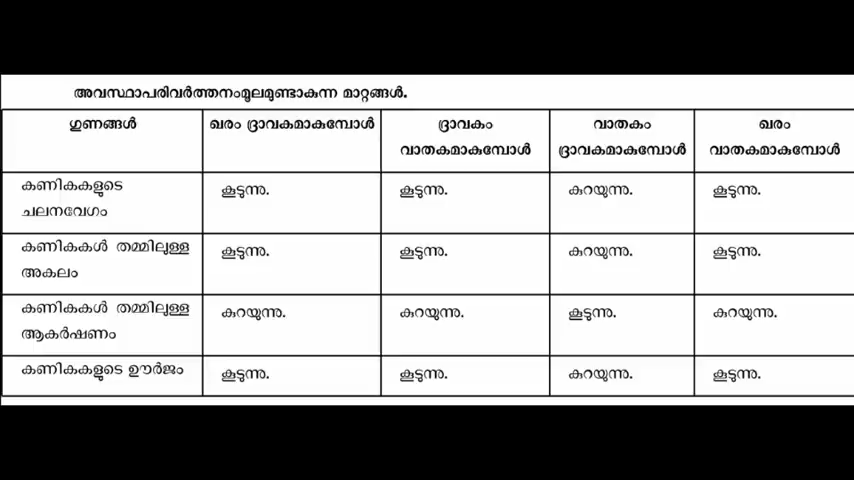 അവസ്ഥാപരിവർത്തനംമൂലമുണ്ടാകുന്ന മാറ്റങ്ങൾ.
ഗുണങ്ങൾ ഖരം ദ്രാവകമാകുമ്പോൾ ദ്രാവകം വാതകമാകുമ്പോൾ വാതകം ദ്രാവകമാകുമ്പോൾ ഖരം വാതകമാകുമ്പോൾ
കണികകളുടെ ചലനവേഗം കൂടുന്നു. കൂടുന്നു. കുറയുന്നു. കൂടുന്നു.
കണികകൾ തമ്മിലുള്ള അകലം കൂടുന്നു. കൂടുന്നു. കുറയുന്നു. കൂടുന്നു.
കണികകൾ തമ്മിലുള്ള ആകർഷണം കുറയുന്നു. കുറയുന്നു. കൂടുന്നു. കുറയുന്നു.
കണികകളുടെ ഊർജം കൂടുന്നു. കൂടുന്നു. കുറയുന്നു. കൂടുന്നു.